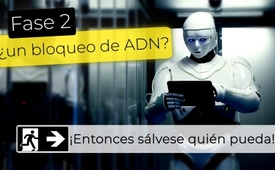 Fase 2
¿un bloqueo de ADN?
¡Entonces sálvese quién pueda!